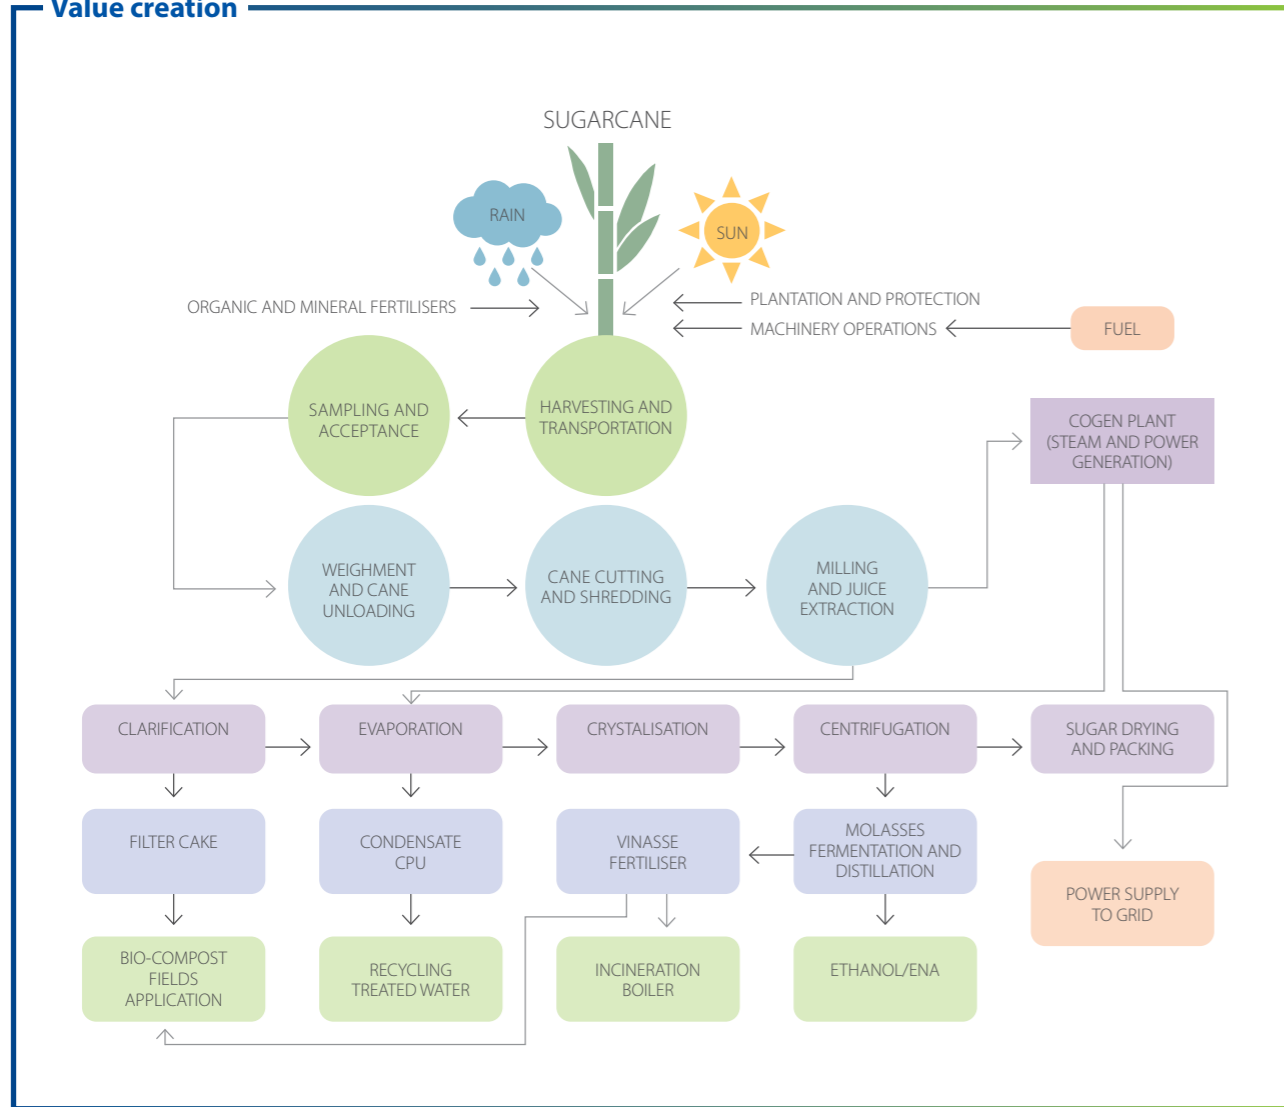 Value creation
SUGARCANE
RAIN
SUN
ORGANIC AND MINERAL FERTILISERS
PLANTATION AND PROTECTION
MACHINERY OPERATIONS
FUEL
SAMPLING AND
ACCEPTANCE
HARVESTING AND
TRANSPORTATION
COGEN PLANT
(STEAM AND POWER
GENERATION)
WEIGHMENT
AND CANE
UNLOADING
CANE CUTTING
AND SHREDDING
MILLING
AND JUICE
EXTRACTION
CLARIFICATION
EVAPORATION
CRYSTALISATION
CENTRIFUGATION
SUGAR DRYING
AND PACKING
FILTER CAKE
CONDENSATE
CPU
VINASSE
FERTILISER
MOLASSES
FERMENTATION AND
DISTILLATION
POWER SUPPLY
TO GRID
BIO-COMPOST
FIELDS
APPLICATION
RECYCLING
TREATED WATER
INCINERATION
BOILER
ETHANOL/ENA